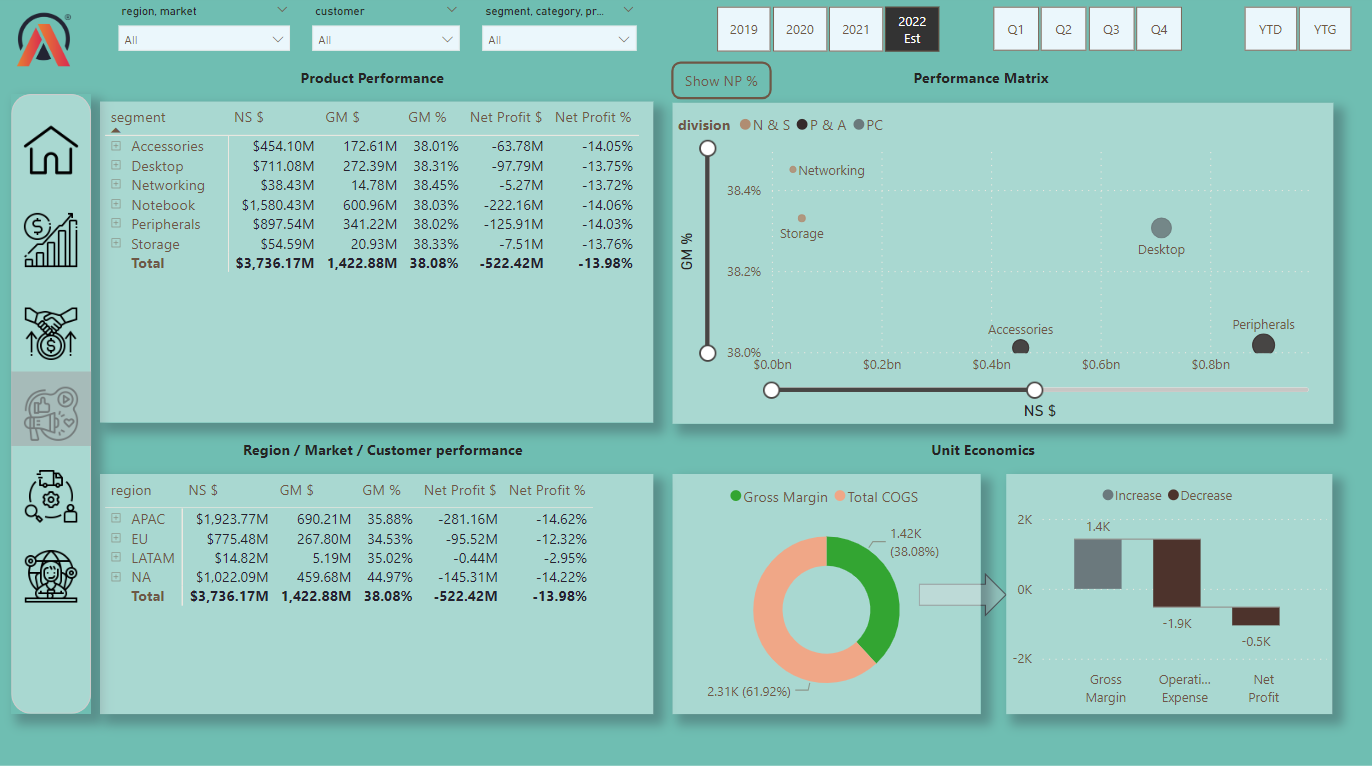 region, market
customer
segment, category, pr...
All
All
All
2019
2020
2021
2022
Est
Q1
Q2
Q3
Q4
YTD
YTG
Product Performance
segment NS $ GM $ GM % Net Profit $ Net Profit %
Accessories $454.10M 172.61M 38.01% -63.78M -14.05%
Desktop $711.08M 272.39M 38.31% -97.79M -13.75%
Networking $38.43M 14.78M 38.45% -5.27M -13.72%
Notebook $1,580.43M 600.96M 38.03% -222.16M -14.06%
Peripherals $897.54M 341.22M 38.02% -125.91M -14.03%
Storage $54.59M 20.93M 38.33% -7.51M -13.76%
Total $3,736.17M 1,422.88M 38.08% -522.42M -13.98%
Show NP %
Performance Matrix
division N & S P & A PC
GM %
38.4%
38.2%
38.0%
Networking
Storage
Desktop
Accessories
Peripherals
$0.0bn $0.2bn $0.4bn $0.6bn $0.8bn
NS $
Region / Market / Customer performance
region NS $ GM $ GM % Net Profit $ Net Profit %
APAC $1,923.77M 690.21M 35.88% -281.16M -14.62%
EU $775.48M 267.80M 34.53% -95.52M -12.32%
LATAM $14.82M 5.19M 35.02% -0.44M -2.95%
NA $1,022.09M 459.68M 44.97% -145.31M -14.22%
Total $3,736.17M 1,422.88M 38.08% -522.42M -13.98%
Unit Economics
Gross Margin Total COGS
1.42K
(38.08%)
2.31K (61.92%)
Increase Decrease
2K
0K
-2K
1.4K
-1.9K
-0.5K
Gross
Margin
Operati...
Expense
Net
Profit